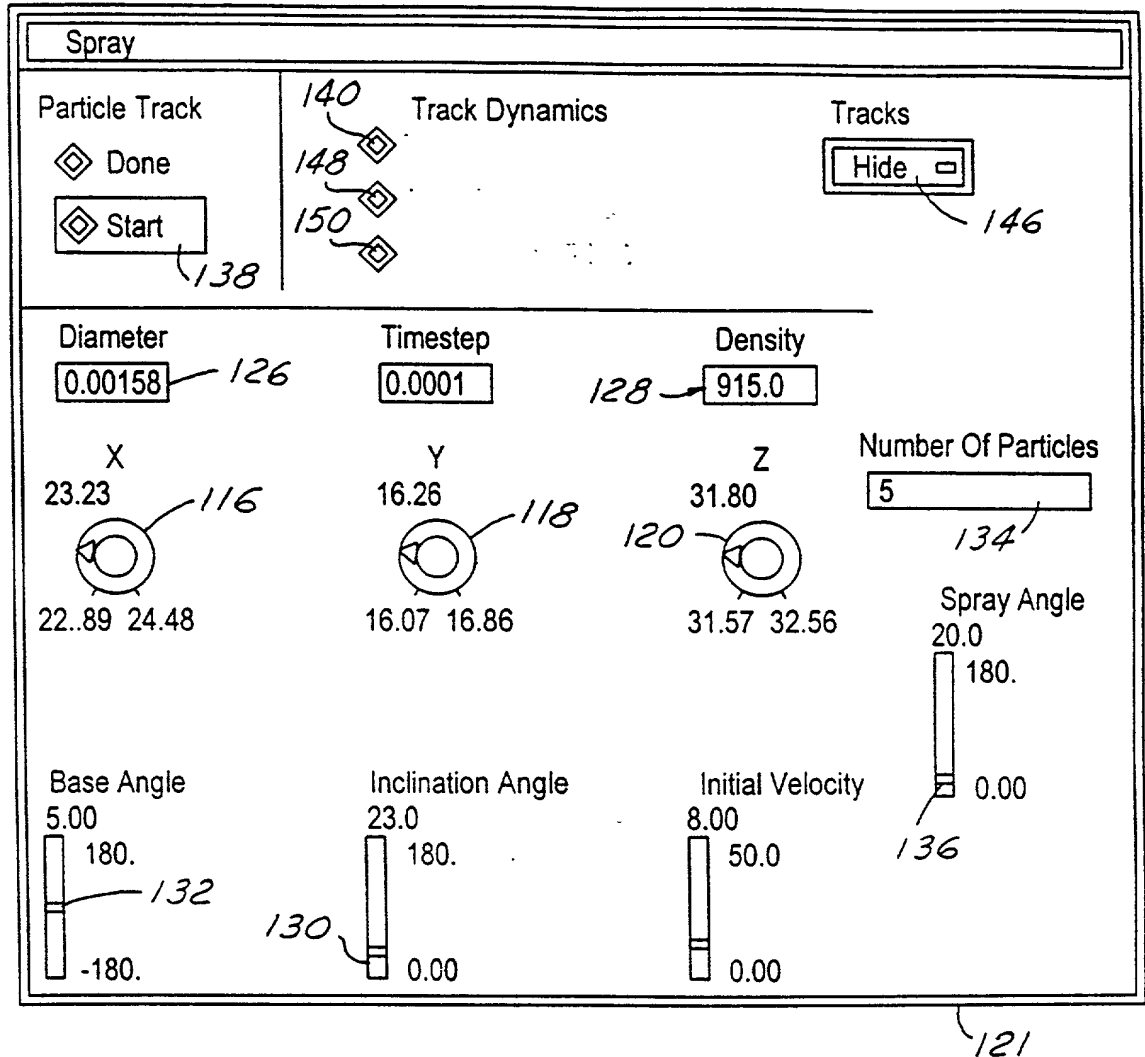 Spray
Particle Track
Done
Start
138
140
148
150
Track Dynamics
Tracks
Hide
146
Diameter
0.00158
126
Timestep
0.0001
Density
128
915.0
X
23.23
116
22..89 24.48
Y
16.26
118
16.07 16.86
Z
31.80
120
31.57 32.56
Number Of Particles
5
134
Spray Angle
20.0
180.
0.00
136
Base Angle
5.00
180.
132
-180.
Inclination Angle
23.0
180.
130
0.00
Initial Velocity
8.00
50.0
0.00
121